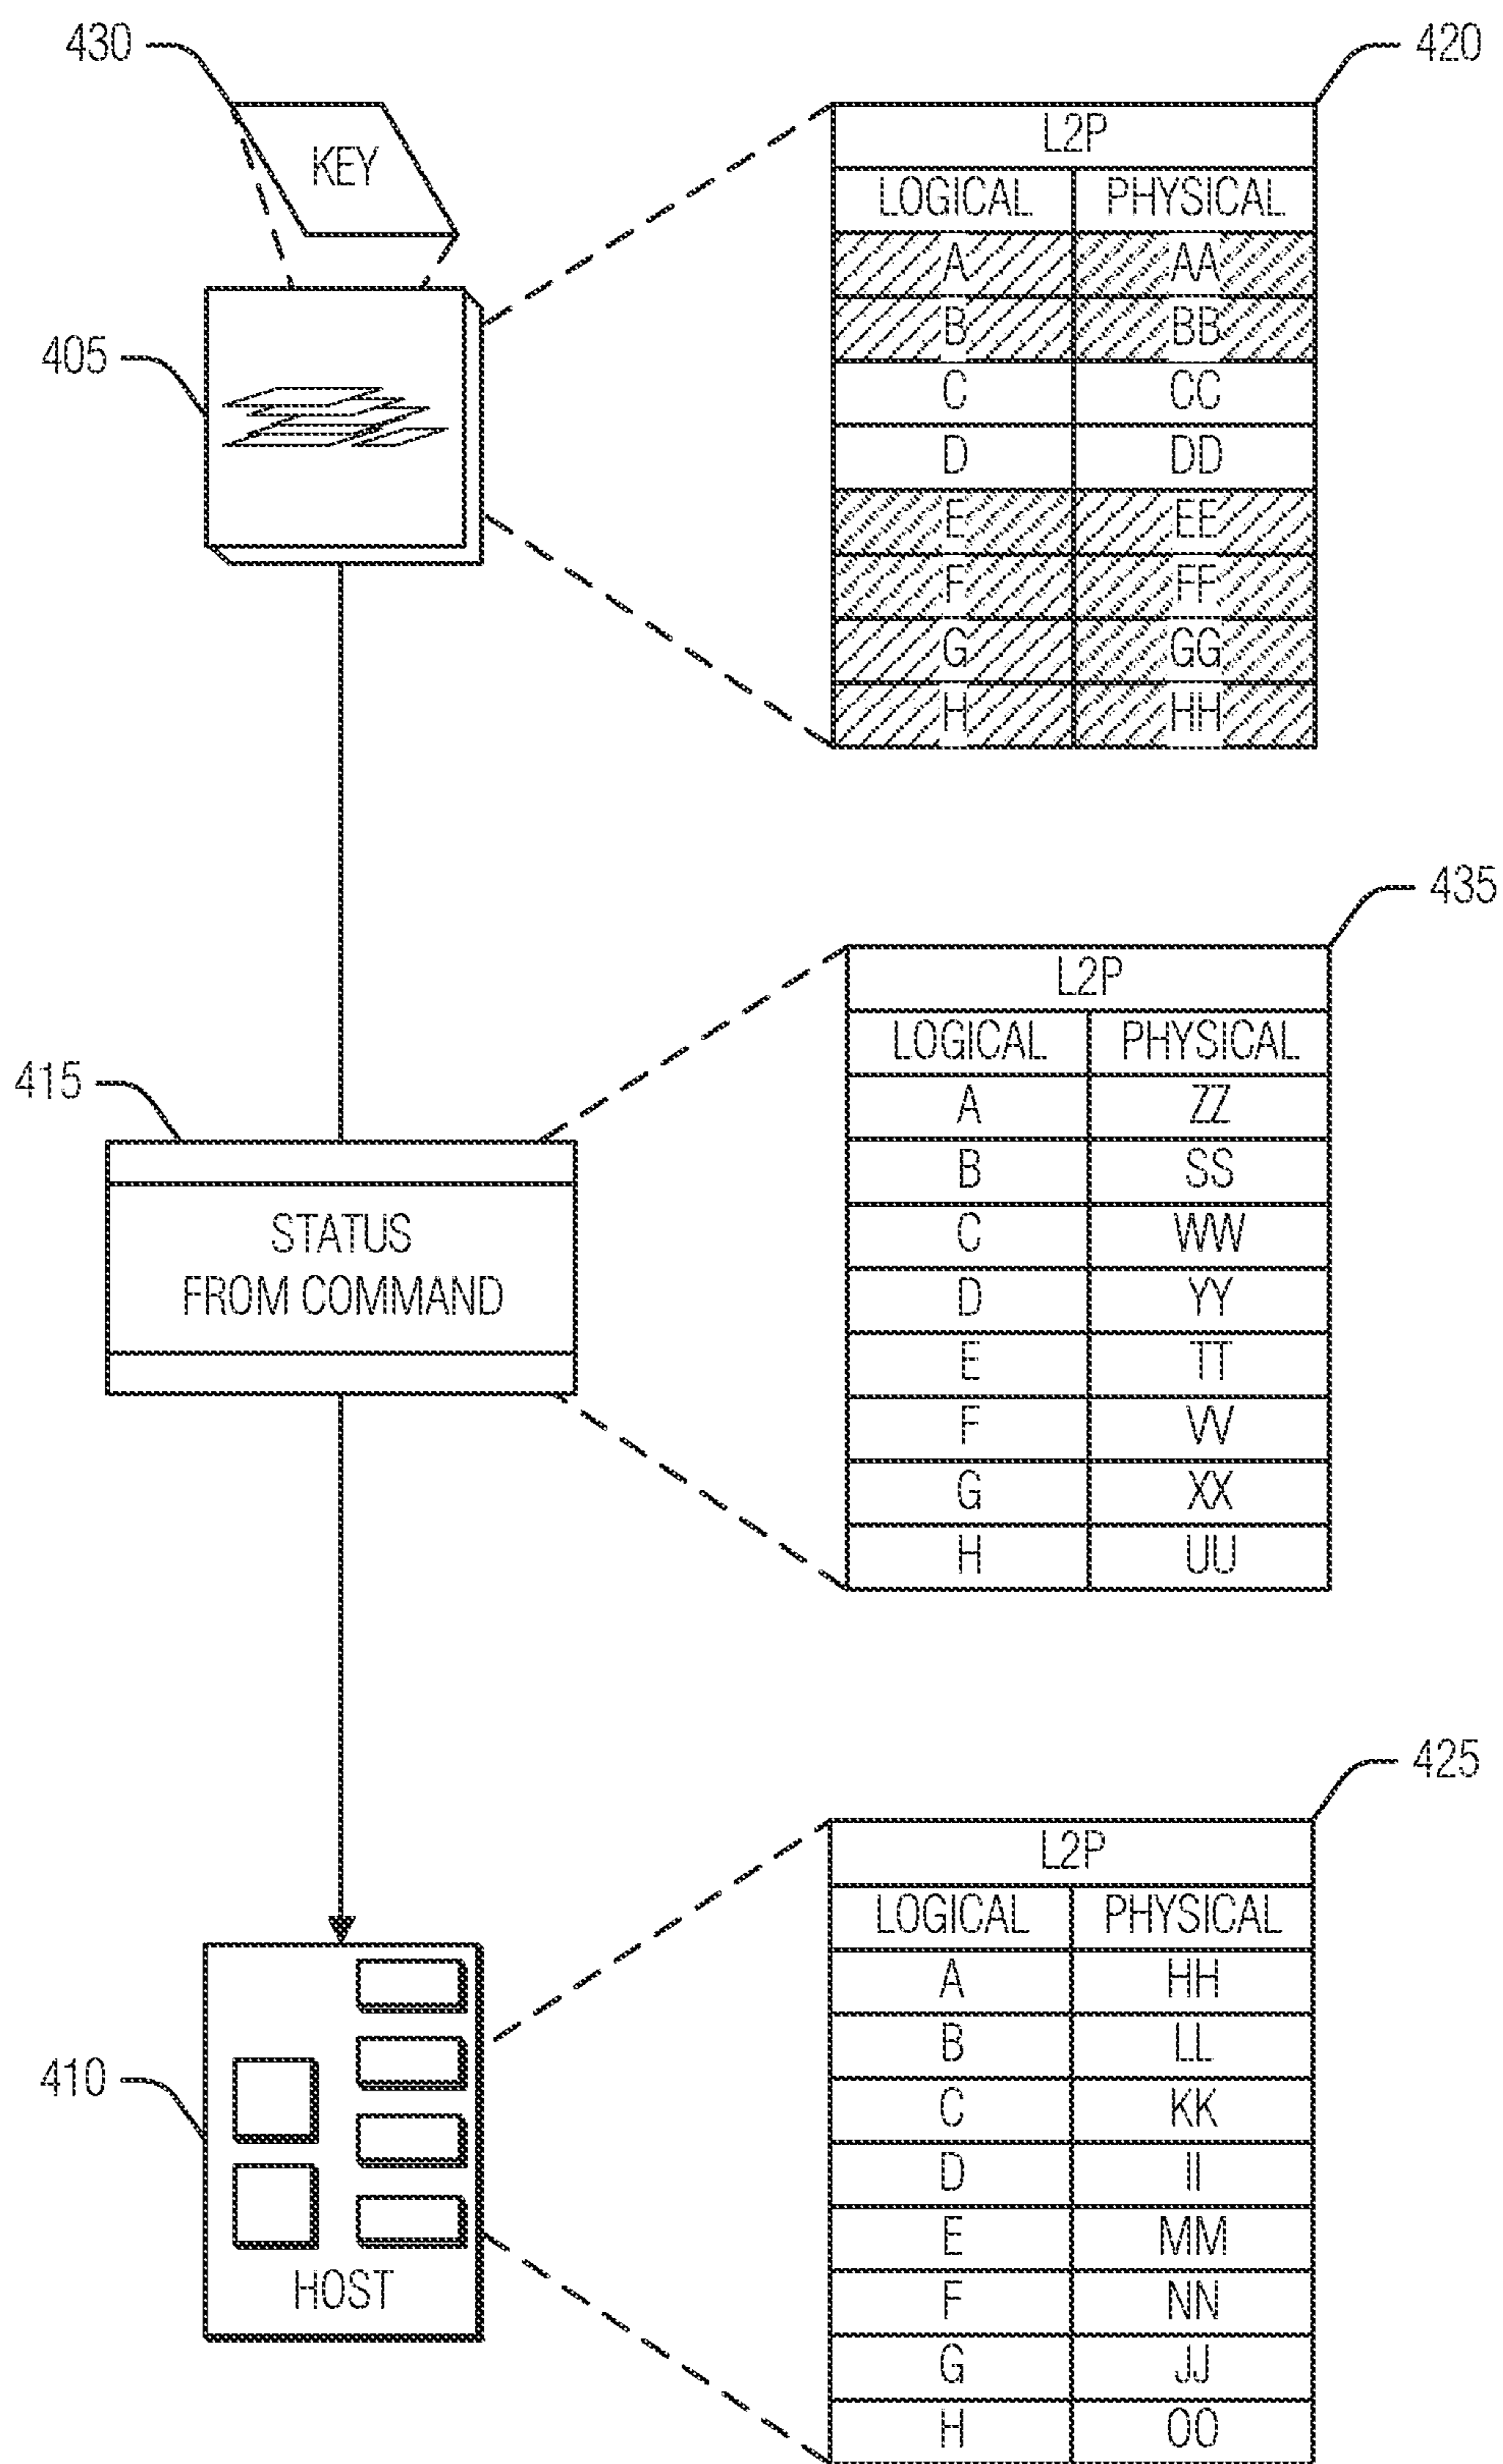 430
420
KEY
L2P
LOGICAL PHYSICAL
A AA
B BB
C CC
D DD
E EE
F FF
G GG
H HH
405
435
L2P
LOGICAL PHYSICAL
A ZZ
B SS
C WW
D YY
E TT
F VV
G XX
H UU
415
STATUS
FROM COMMAND
425
L2P
LOGICAL PHYSICAL
A HH
B LL
C KK
D II
E MM
F NN
G JJ
H OO
410
HOST